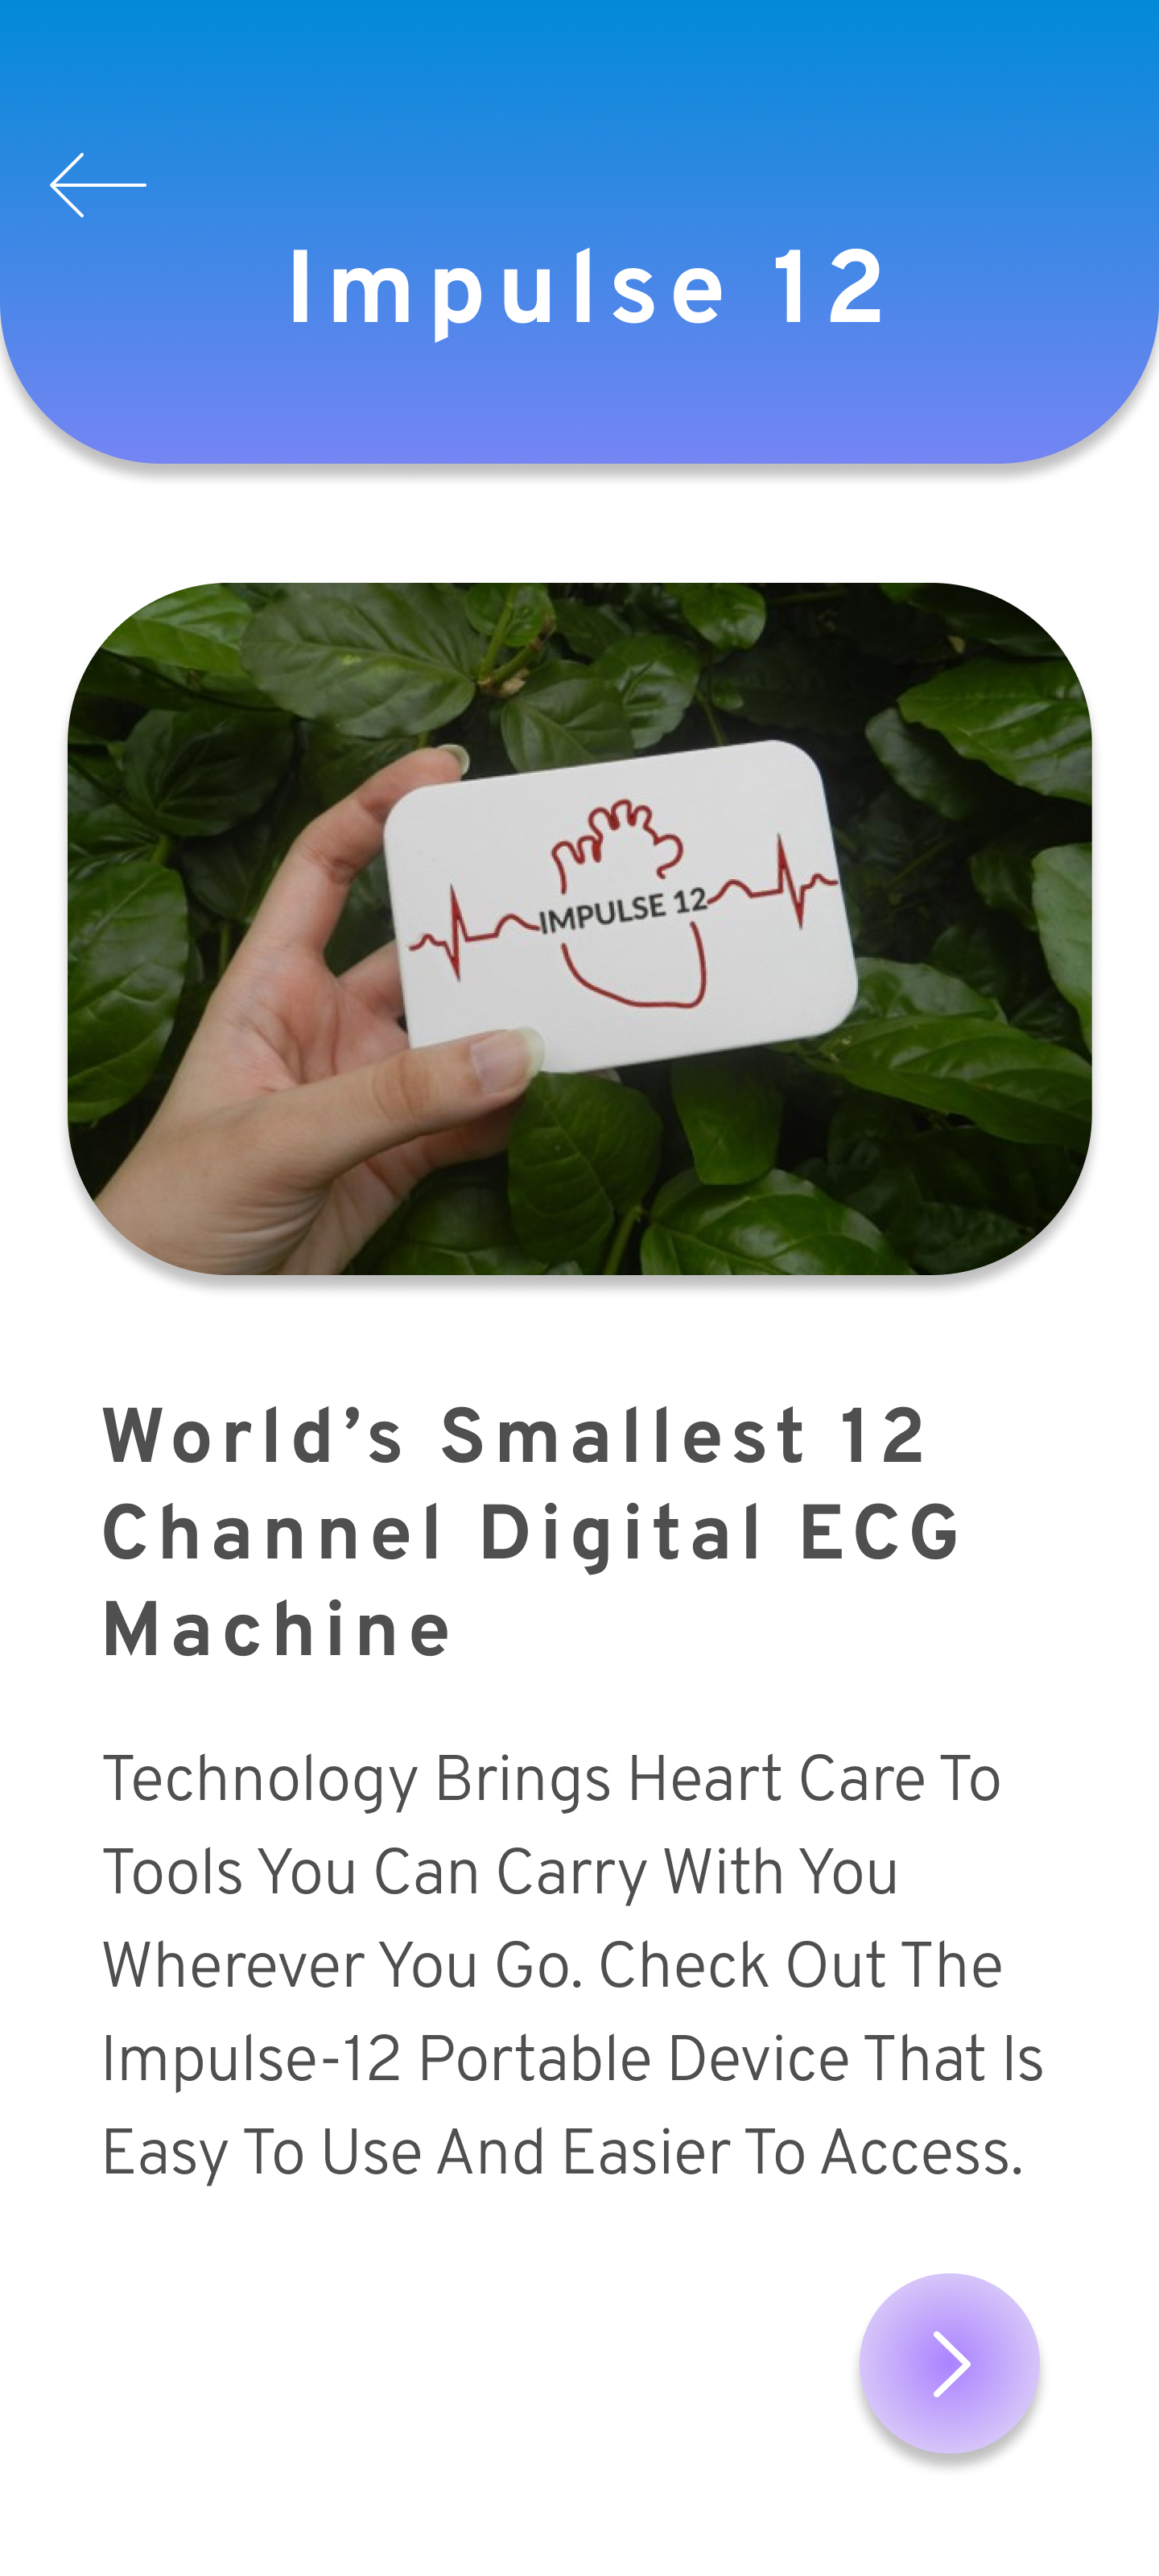 Impulse 12
IMPULSE 12
World’s Smallest 12
Channel Digital ECG
Machine
Technology Brings Heart Care To
Tools You Can Carry With You
Wherever You Go. Check Out The
Impulse-12 Portable Device That Is
Easy To Use And Easier To Access.